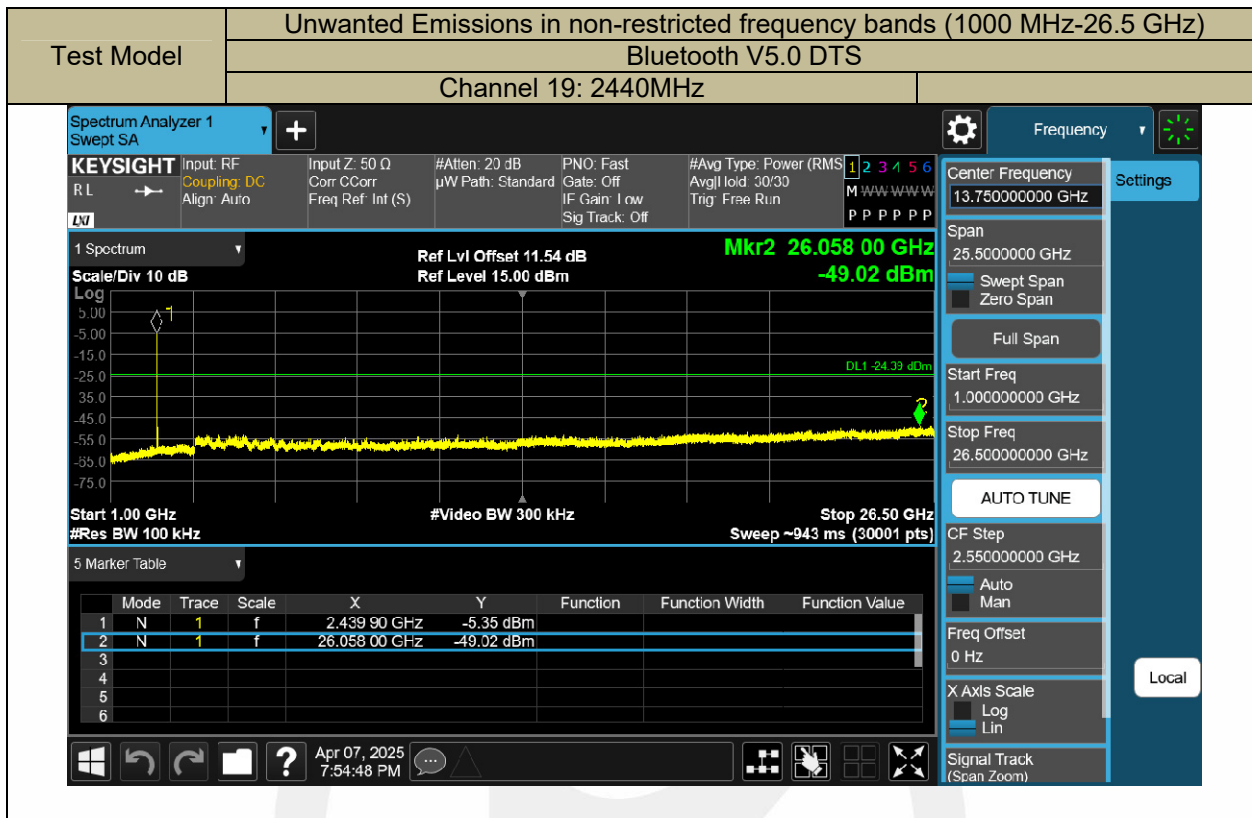 Unwanted Emissions in non-restricted frequency bands (1000 MHz-26.5 GHz)
Test Model
Bluetooth V5.0 DTS
Channel 19: 2440MHz
Spectrum Analyzer 1
Swept SA
+
Frequency
KEYSIGHT
R L
LXI
Input: RF
Coupling: DC
Align: Auto
Input Z: 50 Ω
Corr CCorr
Freq Ref: Int (S)
#Atten: 20 dB
µW Path: Standard
PNO: Fast
Gate: Off
IF Gain: Low
Sig Track: Off
#Avg Type: Power (RMS
Avg|Hold: 30/30
Trig: Free Run
1 2 3 4 5 6
M W W W W W
P P P P P P
1 Spectrum
Ref Lvl Offset 11.54 dB
Mkr2 26.058 00 GHz
Scale/Div 10 dB
Ref Level 15.00 dBm
-49.02 dBm
Log
5.00
-5.00
-15.0
-25.0
35.0
-45.0
-55 0
-65.0
-75.0
1
DL1 -24.39 dBm
2
Start 1.00 GHz
#Video BW 300 kHz
Stop 26.50 GHz
#Res BW 100 kHz
Sweep ~943 ms (30001 pts)
5 Marker Table
Mode Trace Scale X Y Function Function Width Function Value
1 N 1 f 2.439 90 GHz -5.35 dBm
2 N 1 f 26.058 00 GHz -49.02 dBm
3
4
5
6
?
Apr 07, 2025
7:54:48 PM
Center Frequency
13.750000000 GHz
Settings
Span
25.5000000 GHz
Swept Span
Zero Span
Full Span
Start Freq
1.000000000 GHz
Stop Freq
26.500000000 GHz
AUTO TUNE
CF Step
2.550000000 GHz
Auto
Man
Freq Offset
0 Hz
Local
X Axis Scale
Log
Lin
Signal Track
(Span Zoom)